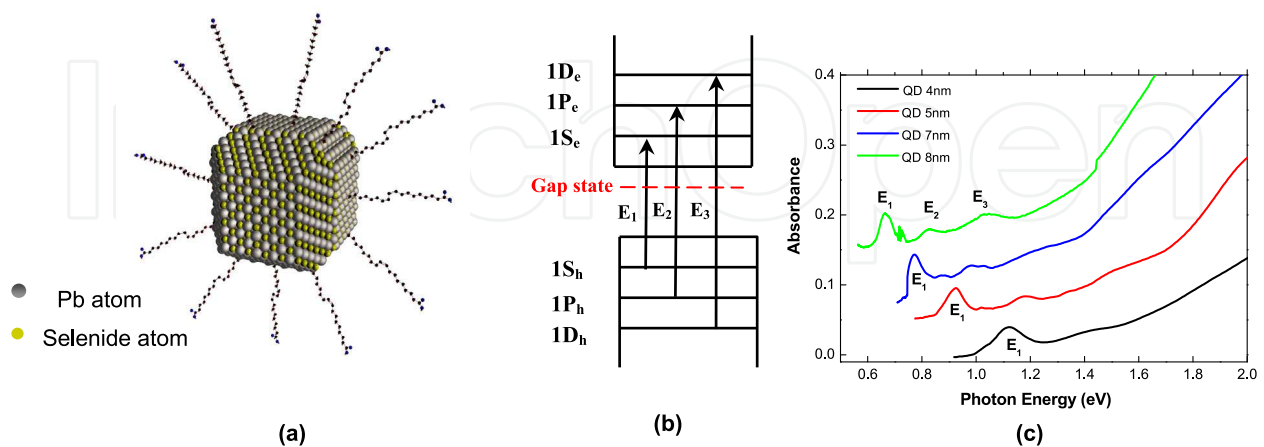 Pb atom
Selenide atom
(a)
1Dₑ
1Pₑ
1Sₑ
Gap state
E₁ E₂ E₃
1Sₕ
1Pₕ
1Dₕ
(b)
Absorbance
0.4
0.3
0.2
0.1
0.0
QD 4nm
QD 5nm
QD 7nm
QD 8nm
E₁
E₂
E₃
E₁
E₁
E₁
0.6 0.8 1.0 1.2 1.4 1.6 1.8 2.0
Photon Energy (eV)
(c)